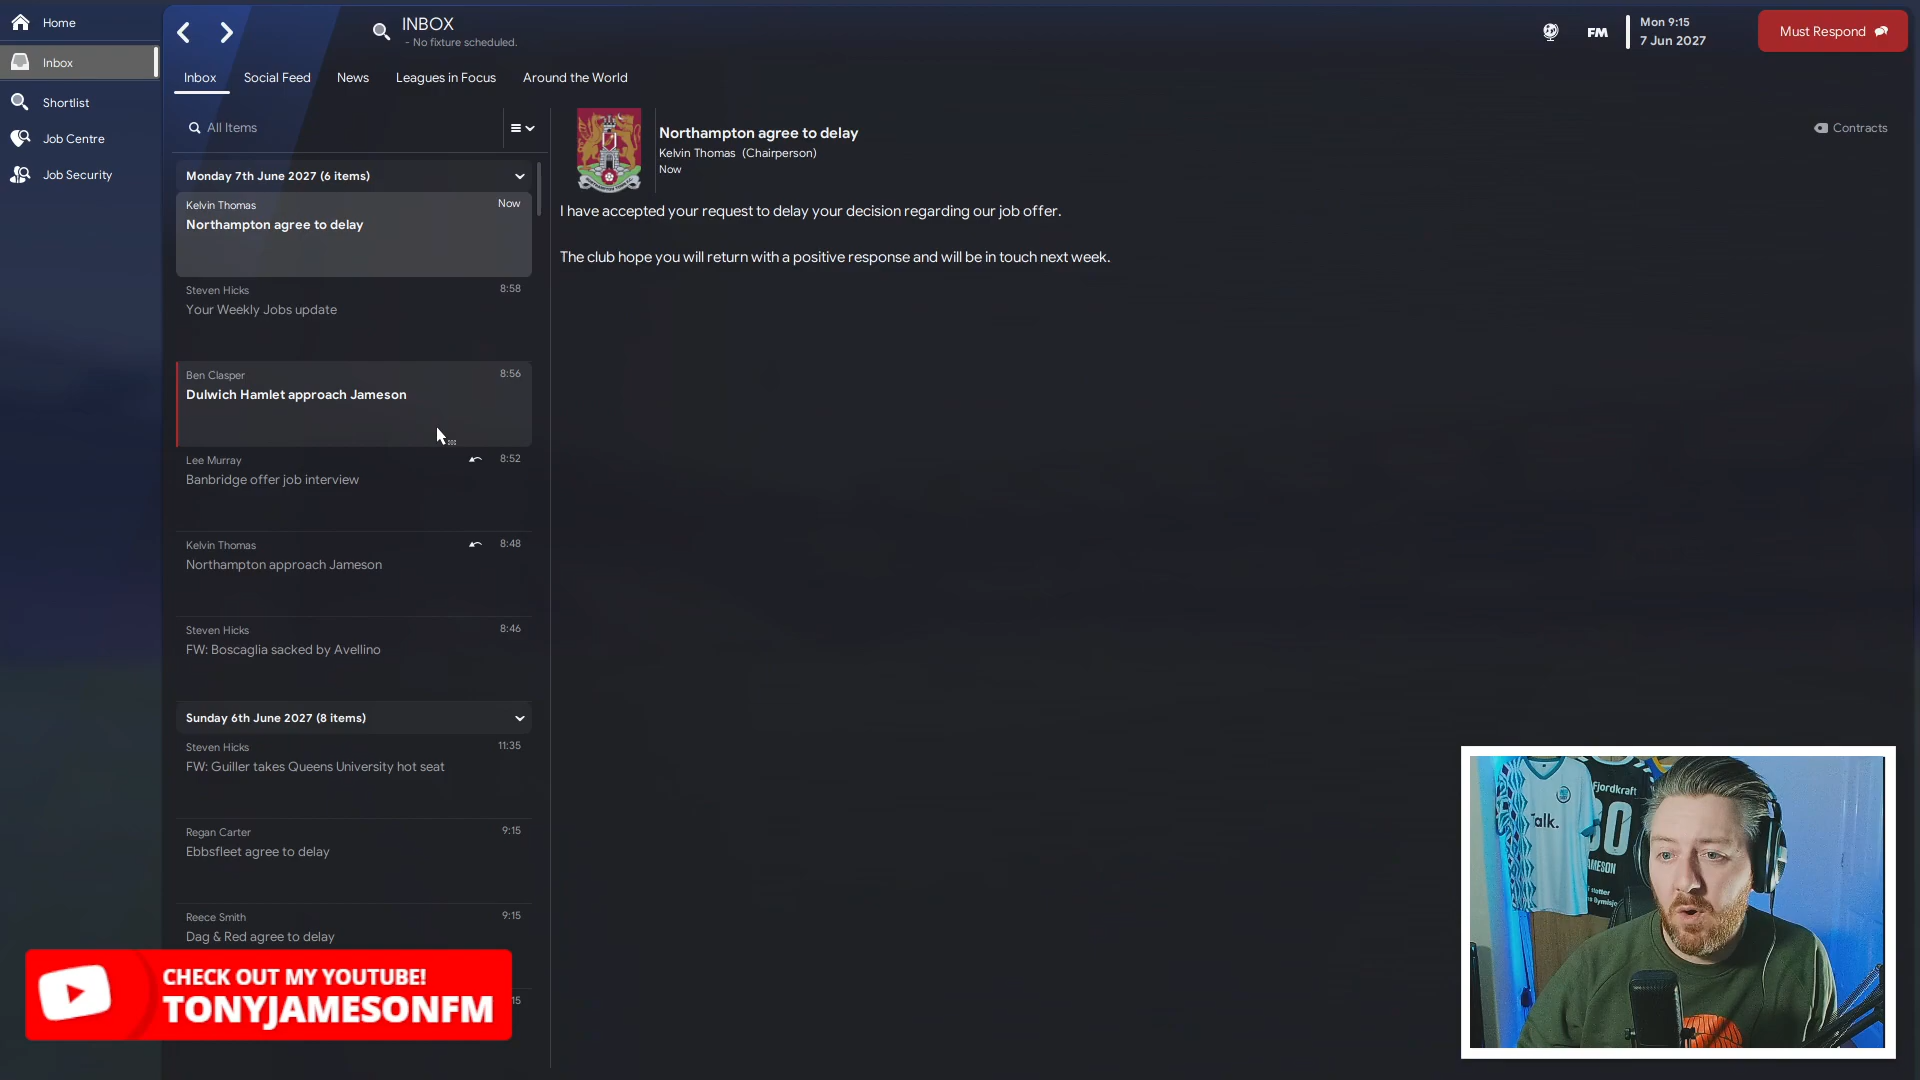 Home
Inbox
Shortlist
Job Centre
Job Security
INBOX
- No fixture scheduled.
FM
Mon 9:15
7 Jun 2027
Must Respond
Inbox
Social Feed
News
Leagues in Focus
Around the World
All Items
Monday 7th June 2027 (6 items)
Kelvin Thomas
Now
Northampton agree to delay
Steven Hicks
8:58
Your Weekly Jobs update
Ben Clasper
8:56
Dulwich Hamlet approach Jameson
Lee Murray
8:52
Banbridge offer job interview
Kelvin Thomas
8:48
Northampton approach Jameson
Steven Hicks
8:46
FW: Boscaglia sacked by Avellino
Sunday 6th June 2027 (8 items)
Steven Hicks
11:35
FW: Guiller takes Queens University hot seat
Regan Carter
9:15
Ebbsfleet agree to delay
Reece Smith
9:15
Dag & Red agree to delay
15
Northampton agree to delay
Kelvin Thomas (Chairperson)
Now
Contracts
I have accepted your request to delay your decision regarding our job offer.
The club hope you will return with a positive response and will be in touch next week.
CHECK OUT MY YOUTUBE!
TONYJAMESONFM
Talk.
Fjordkraft